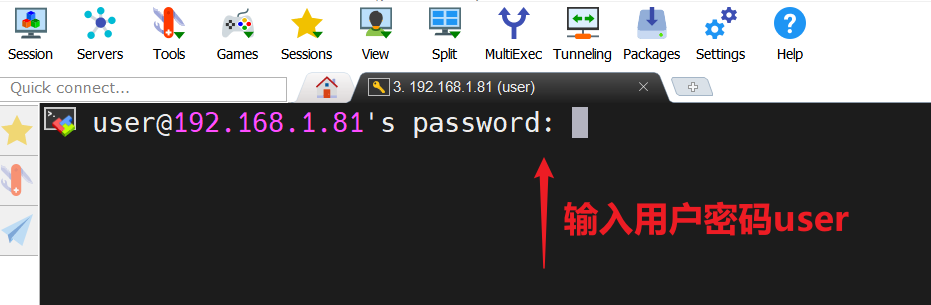 Session Servers Tools Games Sessions View Split MultiExec Tunneling Packages Settings Help
Quick connect...
3. 192.168.1.81 (user)
user@192.168.1.81's password:
输入用户密码user